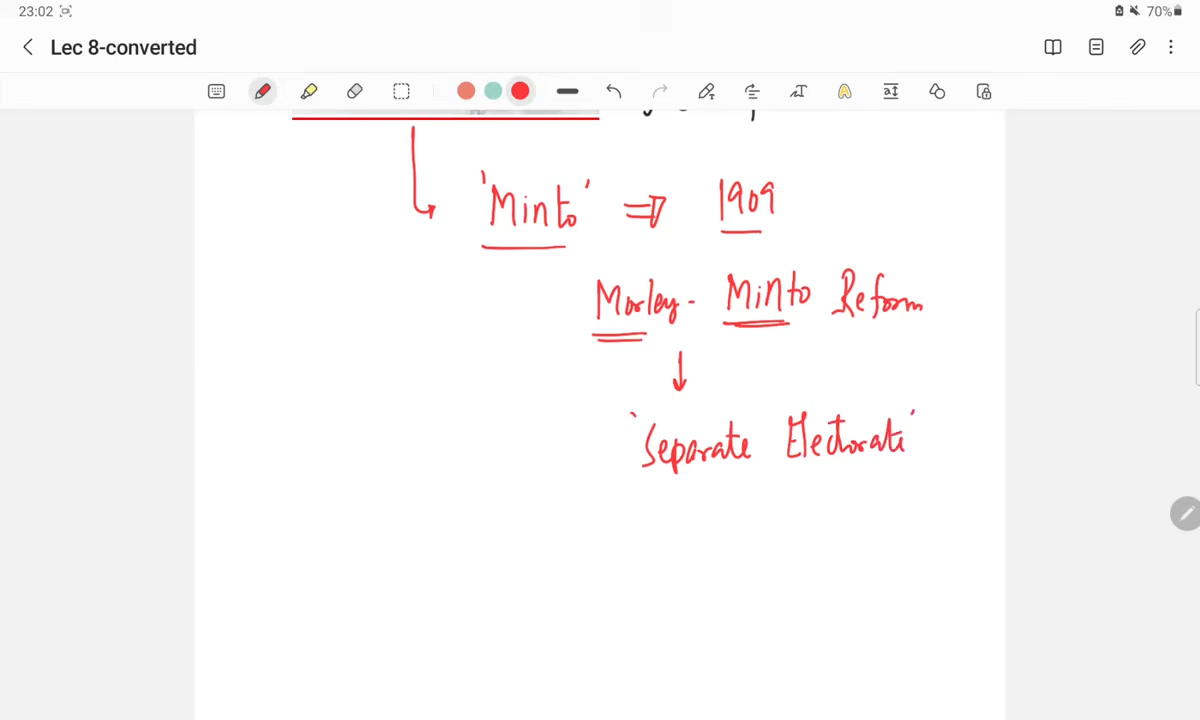 23:02 70%
Lec 8-converted
'Minto' ⇒ 1909
Morley - Minto Reform
↓
'Separate Electorate'